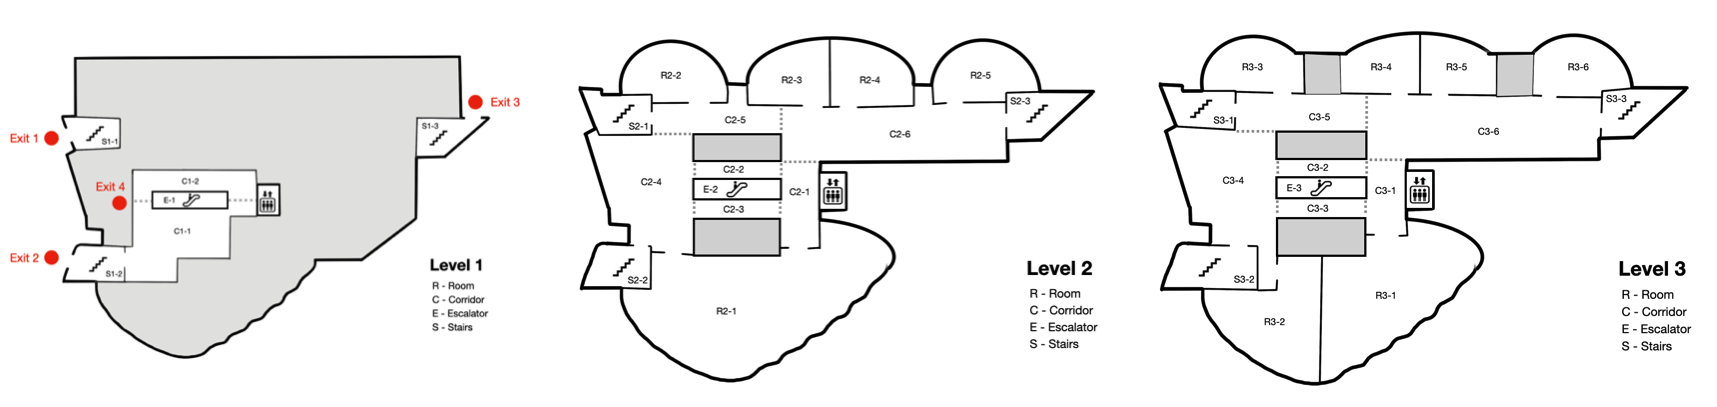 Exit 3
S1-3
Exit 1
S1-1
Exit 4
C1-2
E-1
C1-1
Exit 2
S1-2
Level 1
R - Room
C - Corridor
E - Escalator
S - Stairs
R2-2
R2-3
R2-4
R2-5
S2-1
C2-5
S2-3
C2-6
C2-2
C2-4
E-2
C2-1
C2-3
S2-2
R2-1
Level 2
R - Room
C - Corridor
E - Escalator
S - Stairs
R3-3
R3-4
R3-5
R3-6
S3-1
C3-5
S3-3
C3-6
C3-2
C3-4
E-3
C3-1
C3-3
S3-2
R3-1
R3-2
Level 3
R - Room
C - Corridor
E - Escalator
S - Stairs